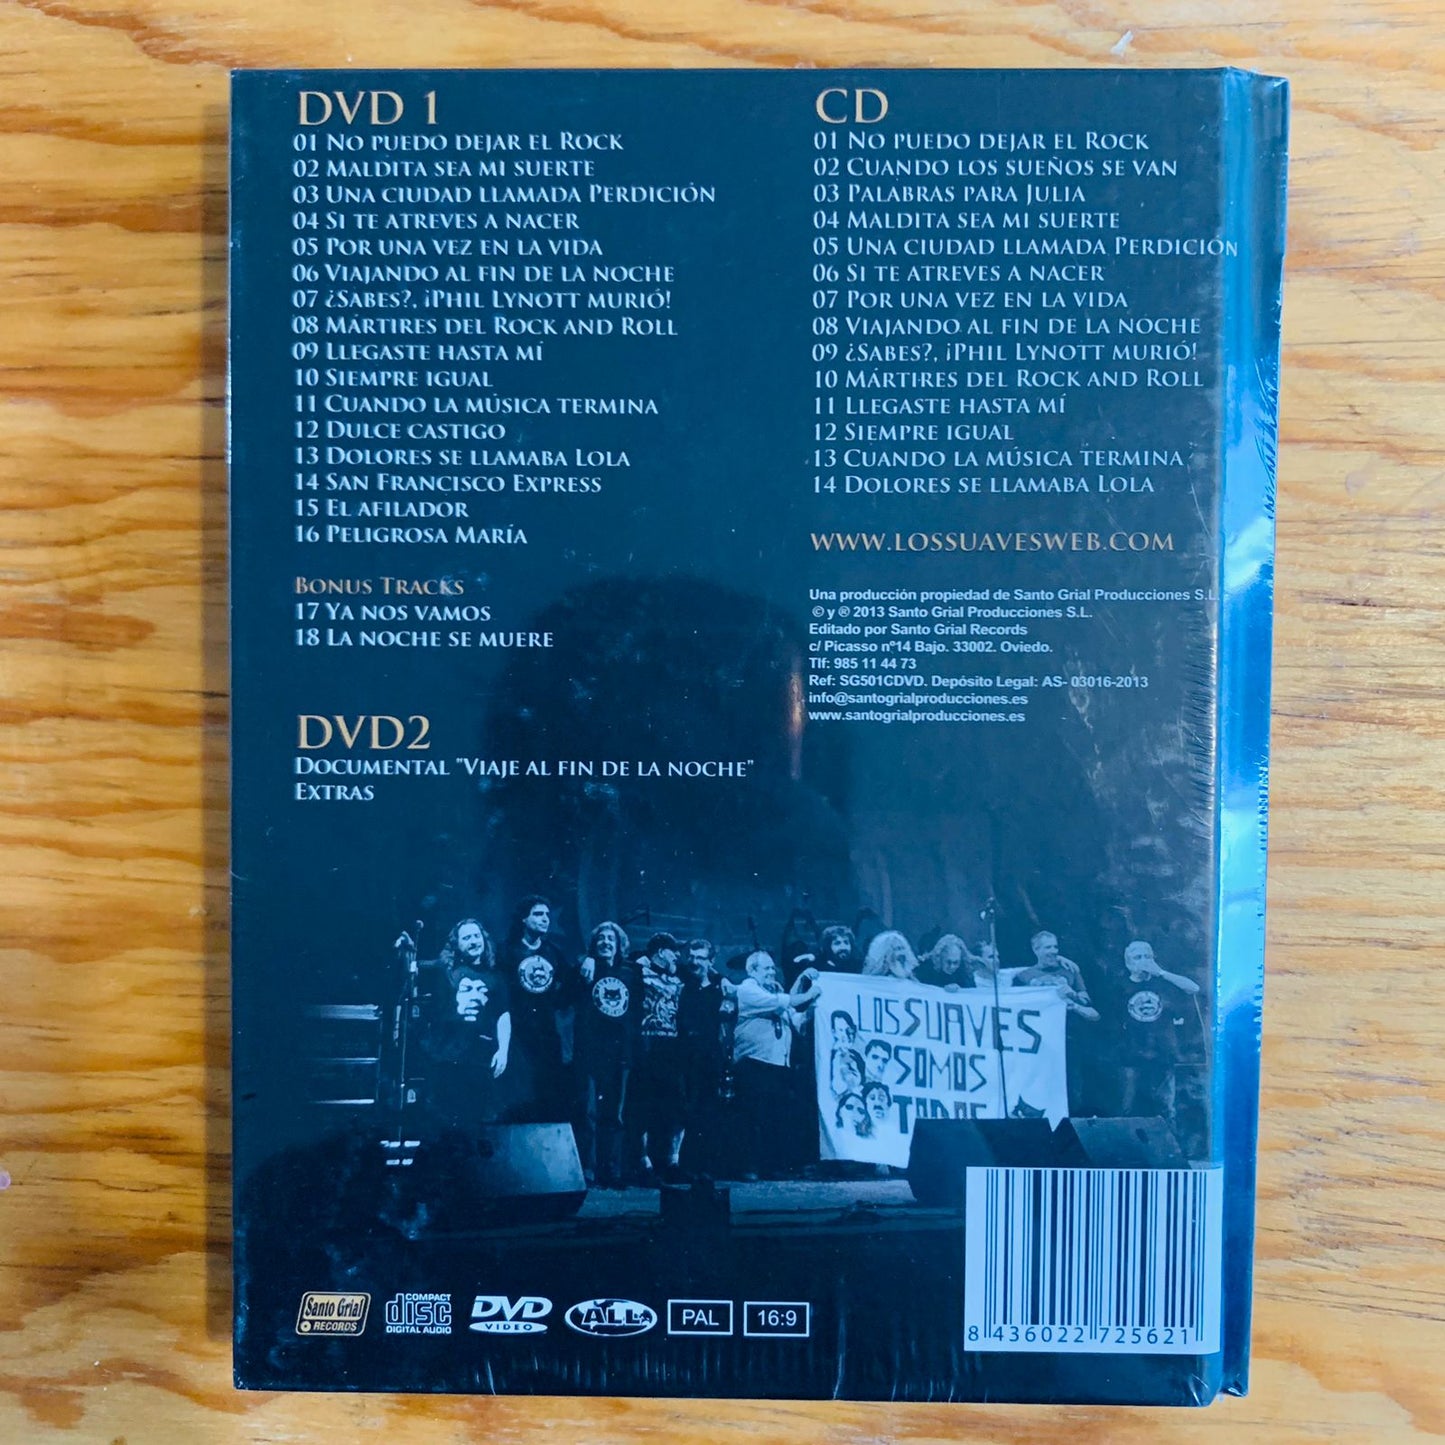 DVD 1
01 No puedo dejar el Rock
02 Maldita sea mi suerte
03 Una ciudad llamada Perdición
04 Si te atreves a nacer
05 Por una vez en la vida
06 Viajando al fin de la noche
07 ¿Sabes?, ¡Phil Lynott murió!
08 Mártires del Rock and Roll
09 Llegaste hasta mí
10 Siempre igual
11 Cuando la música termina
12 Dulce castigo
13 Dolores se llamaba Lola
14 San Francisco Express
15 El afilador
16 Peligrosa María
Bonus Tracks
17 Ya nos vamos
18 La noche se muere
DVD2
Documental "Viaje al fin de la noche"
Extras
CD
01 No puedo dejar el Rock
02 Cuando los sueños se van
03 Palabras para Julia
04 Maldita sea mi suerte
05 Una ciudad llamada Perdición
06 Si te atreves a nacer
07 Por una vez en la vida
08 Viajando al fin de la noche
09 ¿Sabes?, ¡Phil Lynott murió!
10 Mártires del Rock and Roll
11 Llegaste hasta mí
12 Siempre igual
13 Cuando la música termina
14 Dolores se llamaba Lola
www.lossuavesweb.com
Una producción propiedad de Santo Grial Producciones S.L.
© y ® 2013 Santo Grial Producciones S.L.
Editado por Santo Grial Records
c/ Picasso nº14 Bajo. 33002. Oviedo.
Tlf: 985 11 44 73
Ref: SG501CDVD. Depósito Legal: AS- 03016-2013
info@santogrialproducciones.es
www.santogrialproducciones.es
LOS SUAVES
SOMOS
TODOS
Santo Grial
RECORDS
COMPACT
disc
DIGITAL AUDIO
DVD
VIDEO
ALL
PAL
16:9
8 436022 725621